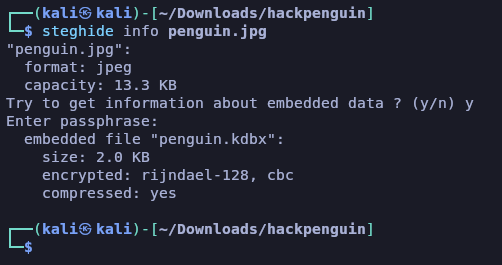 ┌──(kali㉿kali)-[~/Downloads/hackpenguin]
└─$ steghide info penguin.jpg
"penguin.jpg":
  format: jpeg
  capacity: 13.3 KB
Try to get information about embedded data ? (y/n) y
Enter passphrase:
  embedded file "penguin.kdbx":
    size: 2.0 KB
    encrypted: rijndael-128, cbc
    compressed: yes

┌──(kali㉿kali)-[~/Downloads/hackpenguin]
└─$